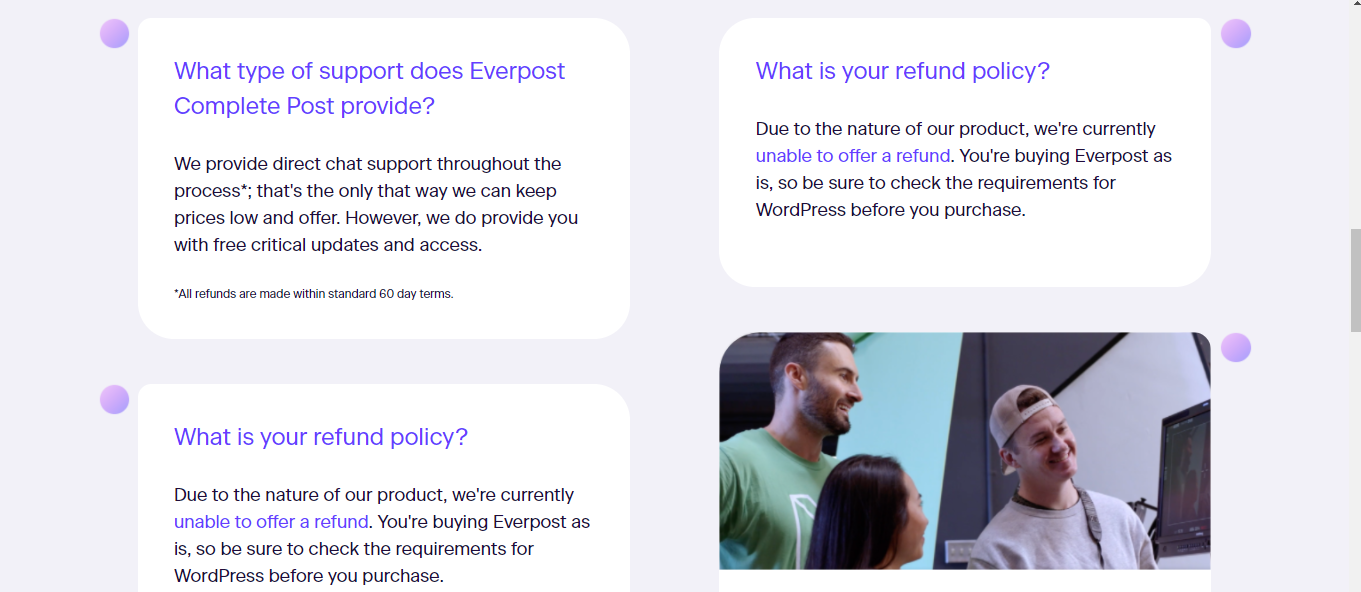 What type of support does Everpost
Complete Post provide?
We provide direct chat support throughout the
process*; that's the only that way we can keep
prices low and offer. However, we do provide you
with free critical updates and access.
*All refunds are made within standard 60 day terms.
What is your refund policy?
Due to the nature of our product, we're currently
unable to offer a refund. You're buying Everpost as
is, so be sure to check the requirements for
WordPress before you purchase.
What is your refund policy?
Due to the nature of our product, we're currently
unable to offer a refund. You're buying Everpost as
is, so be sure to check the requirements for
WordPress before you purchase.